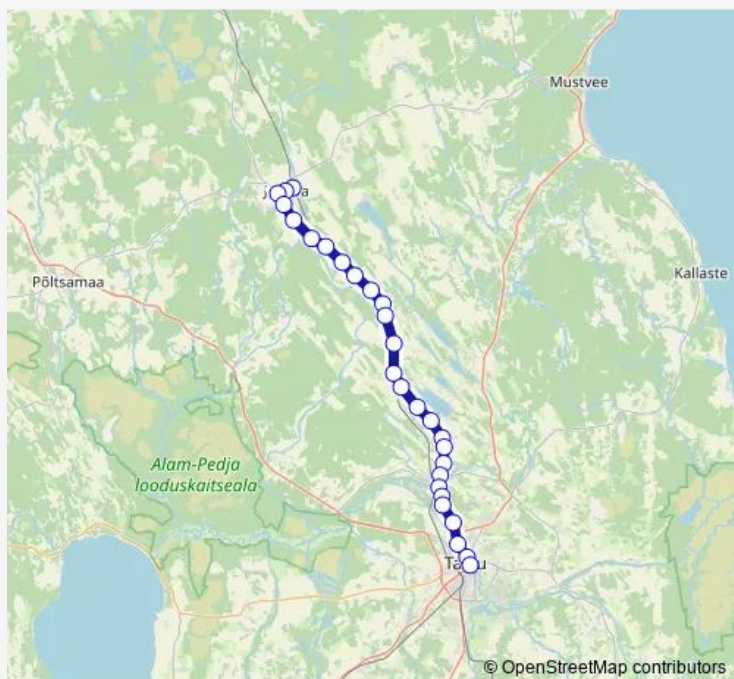 Mustvee
Põltsamaa
Kallaste
Alam-Pedja
looduskaitseala
© OpenStreetMap contributors